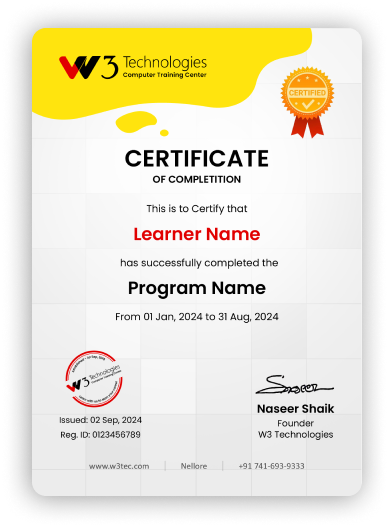 W3 Technologies
Computer Training Center
CERTIFIED
CERTIFICATE
OF COMPLETITION
This is to Certify that
Learner Name
has successfully completed the
Program Name
From 01 Jan, 2024 to 31 Aug, 2024
W3 Technologies
Issued: 02 Sep, 2024
Reg. ID: 0123456789
Naseer Shaik
Founder
W3 Technologies
www.w3tec.com | Nellore | +91 741-693-9333